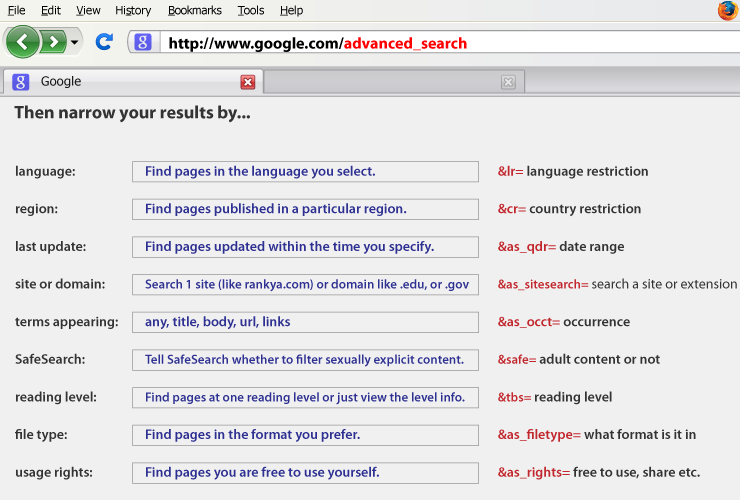 File Edit View History Bookmarks Tools Help
g http://www.google.com/advanced_search
g Google
Then narrow your results by...
language: Find pages in the language you select. &lr= language restriction
region: Find pages published in a particular region. &cr= country restriction
last update: Find pages updated within the time you specify. &as_qdr= date range
site or domain: Search 1 site (like rankya.com) or domain like .edu, or .gov &as_sitesearch= search a site or extension
terms appearing: any, title, body, url, links &as_occt= occurrence
SafeSearch: Tell SafeSearch whether to filter sexually explicit content. &safe= adult content or not
reading level: Find pages at one reading level or just view the level info. &tbs= reading level
file type: Find pages in the format you prefer. &as_filetype= what format is it in
usage rights: Find pages you are free to use yourself. &as_rights= free to use, share etc.